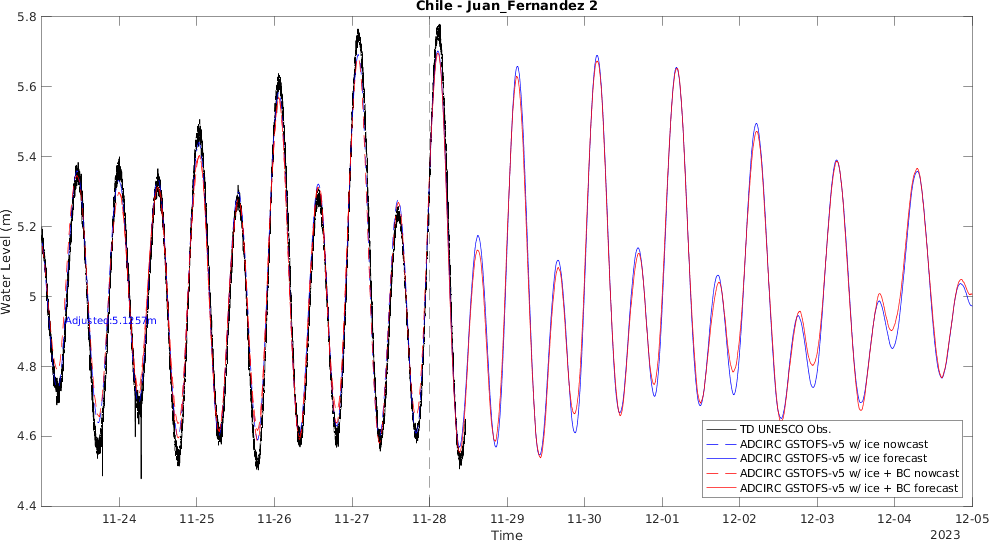 Chile - Juan_Fernandez 2
Water Level (m)
5.8
5.6
5.4
5.2
5
4.8
4.6
4.4
Adjusted:5.1257m
TD UNESCO Obs.
ADCIRC GSTOFS-v5 w/ ice nowcast
ADCIRC GSTOFS-v5 w/ ice forecast
ADCIRC GSTOFS-v5 w/ ice + BC nowcast
ADCIRC GSTOFS-v5 w/ ice + BC forecast
11-24 11-25 11-26 11-27 11-28 11-29 11-30 12-01 12-02 12-03 12-04 12-05
Time
2023